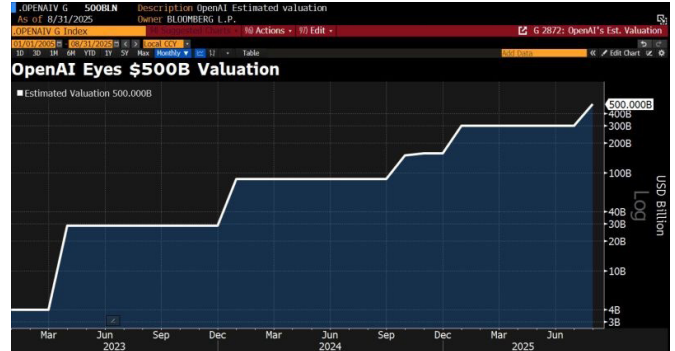 .OPENAIV G 500BLN Description OpenAI Estimated valuation
As of 8/31/2025 Owner BLOOMBERG L.P.
.OPENAIV G Index 98) Suggested Charts 96) Actions 97) Edit G 2872: OpenAI's Est. Valuation
01/01/2005 - 08/31/2025 Local CCY
1D 3D 1M 6M YTD 1Y 5Y Max Monthly Table Add Data « Edit Chart
OpenAI Eyes $500B Valuation
Estimated Valuation 500.000B
500.000B
400B
300B
200B
100B
40B
30B
20B
10B
4B
3B
USD Billion
Log
Mar Jun Sep Dec Mar Jun Sep Dec Mar Jun
2023 2024 2025